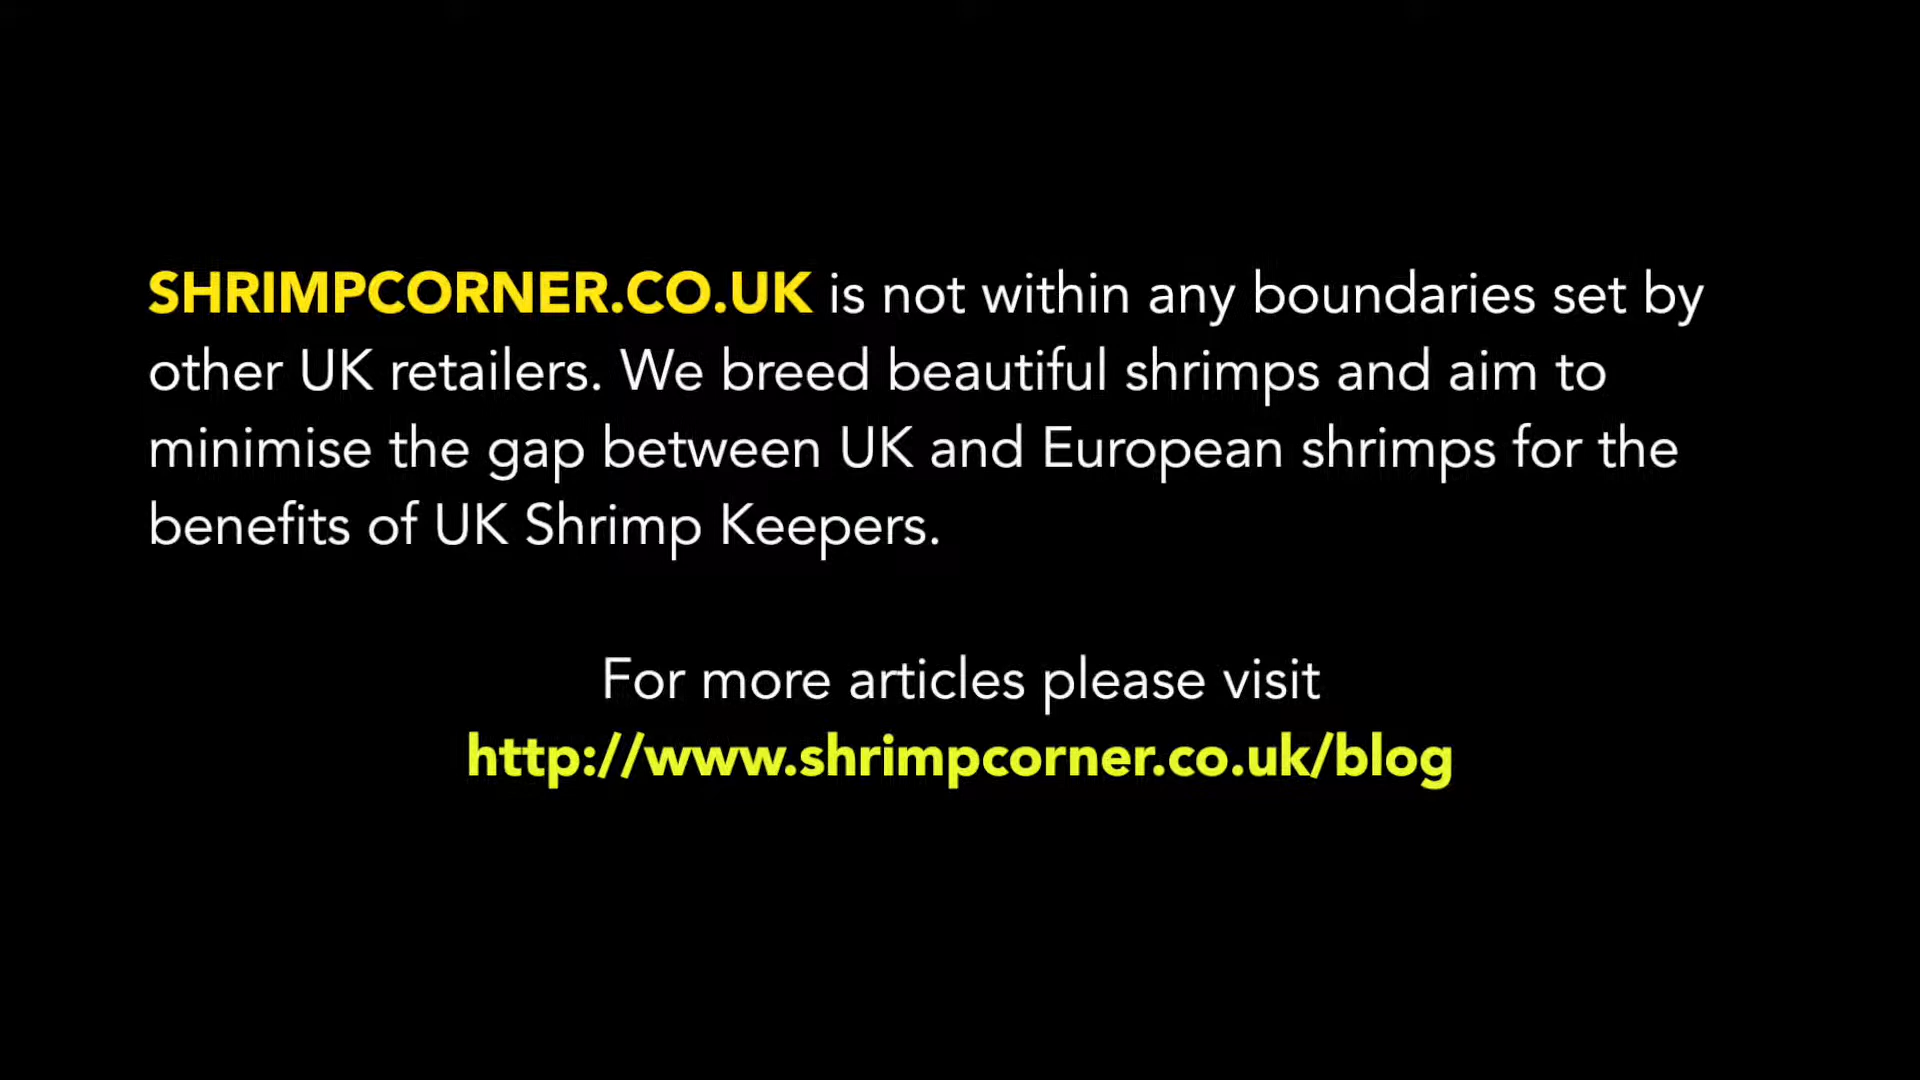 SHRIMPCORNER.CO.UK is not within any boundaries set by
other UK retailers. We breed beautiful shrimps and aim to
minimise the gap between UK and European shrimps for the
benefits of UK Shrimp Keepers.
For more articles please visit
http://www.shrimpcorner.co.uk/blog